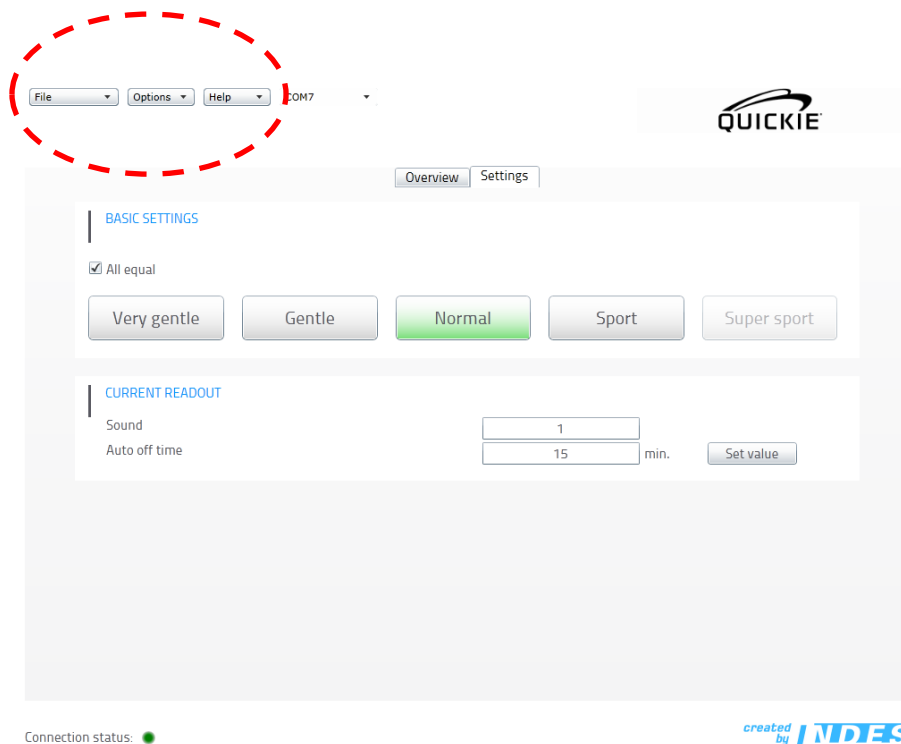 File Options Help COM7
QUICKIE
Overview Settings
BASIC SETTINGS
All equal
Very gentle Gentle Normal Sport Super sport
CURRENT READOUT
Sound 1
Auto off time 15 min. Set value
Connection status:
created by INDES